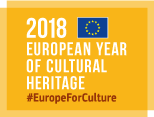 2018
EUROPEAN YEAR
OF CULTURAL
HERITAGE
#EuropeForCulture